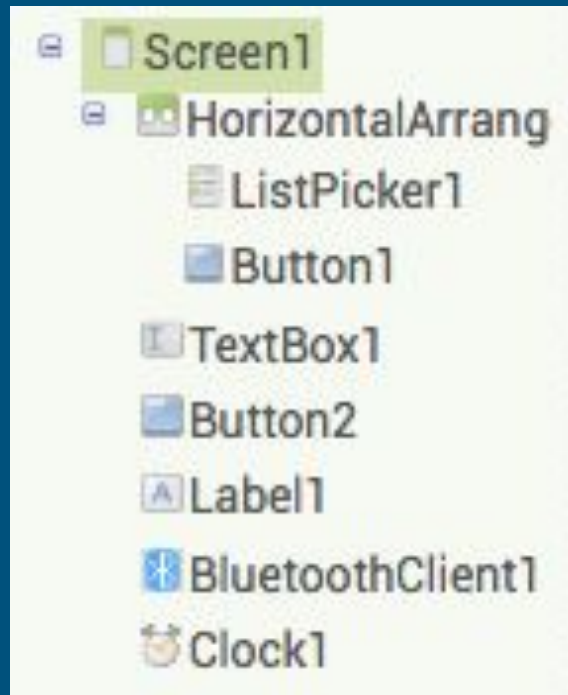 Screen1
HorizontalArrang
ListPicker1
Button1
TextBox1
Button2
Label1
BluetoothClient1
Clock1